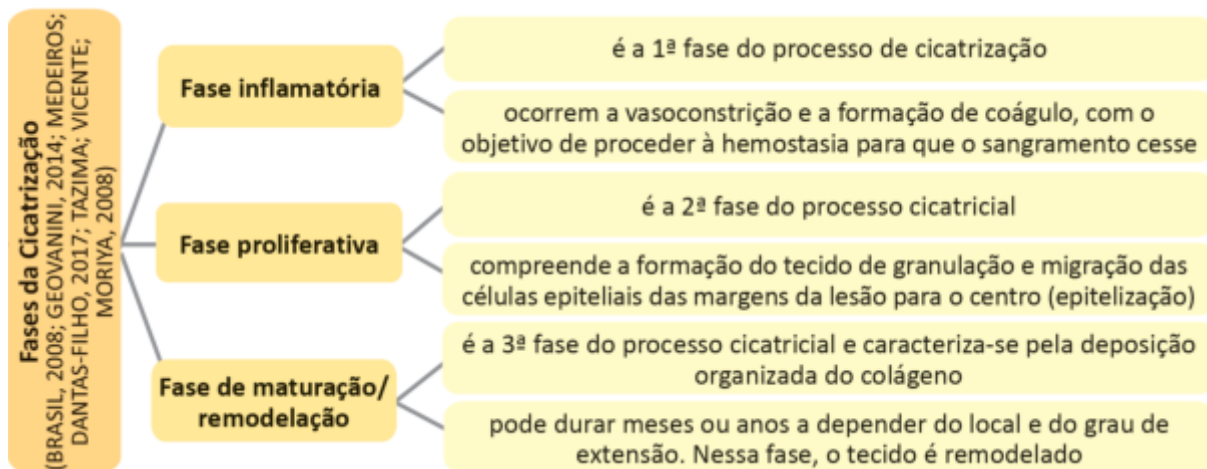 Fases da Cicatrização
(BRASIL, 2008; GEOVANINI, 2014; MEDEIROS;
DANTAS-FILHO, 2017; TAZIMA; VICENTE;
MORIYA, 2008)
Fase inflamatória
é a 1ª fase do processo de cicatrização
ocorrem a vasoconstrição e a formação de coágulo, com o
objetivo de proceder à hemostasia para que o sangramento cesse
Fase proliferativa
é a 2ª fase do processo cicatricial
compreende a formação do tecido de granulação e migração das
células epiteliais das margens da lesão para o centro (epitelização)
Fase de maturação/
remodelação
é a 3ª fase do processo cicatricial e caracteriza-se pela deposição
organizada do colágeno
pode durar meses ou anos a depender do local e do grau de
extensão. Nessa fase, o tecido é remodelado